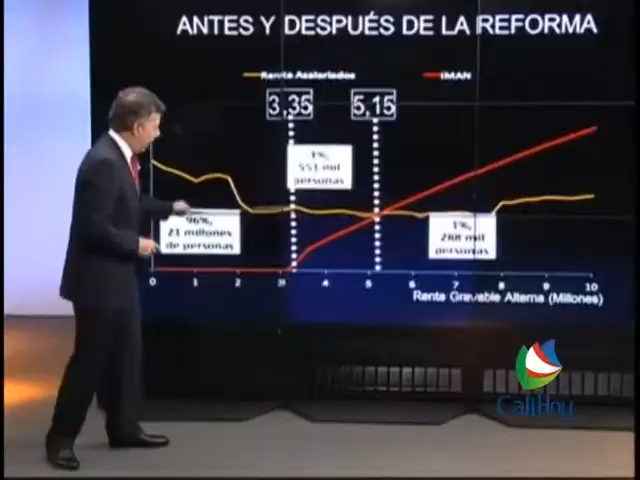 ANTES Y DESPUÉS DE LA REFORMA
Renta Asalariados
IMAN
3,35
5,15
3%,
551 mil
personas
96%,
21 millones
de personas
1%,
288 mil
personas
0 1 2 3 4 5 6 7 8 9 10
Renta Gravable Alterna (Millones)
CaliHoy